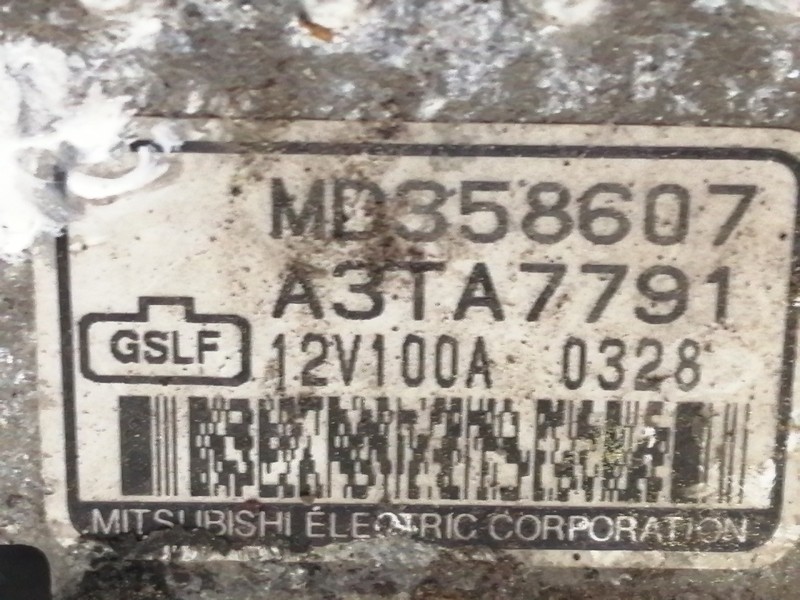 MD358607
A3TA7791
GSLF 12V100A 0328
MITSUBISHI ELECTRIC CORPORATION